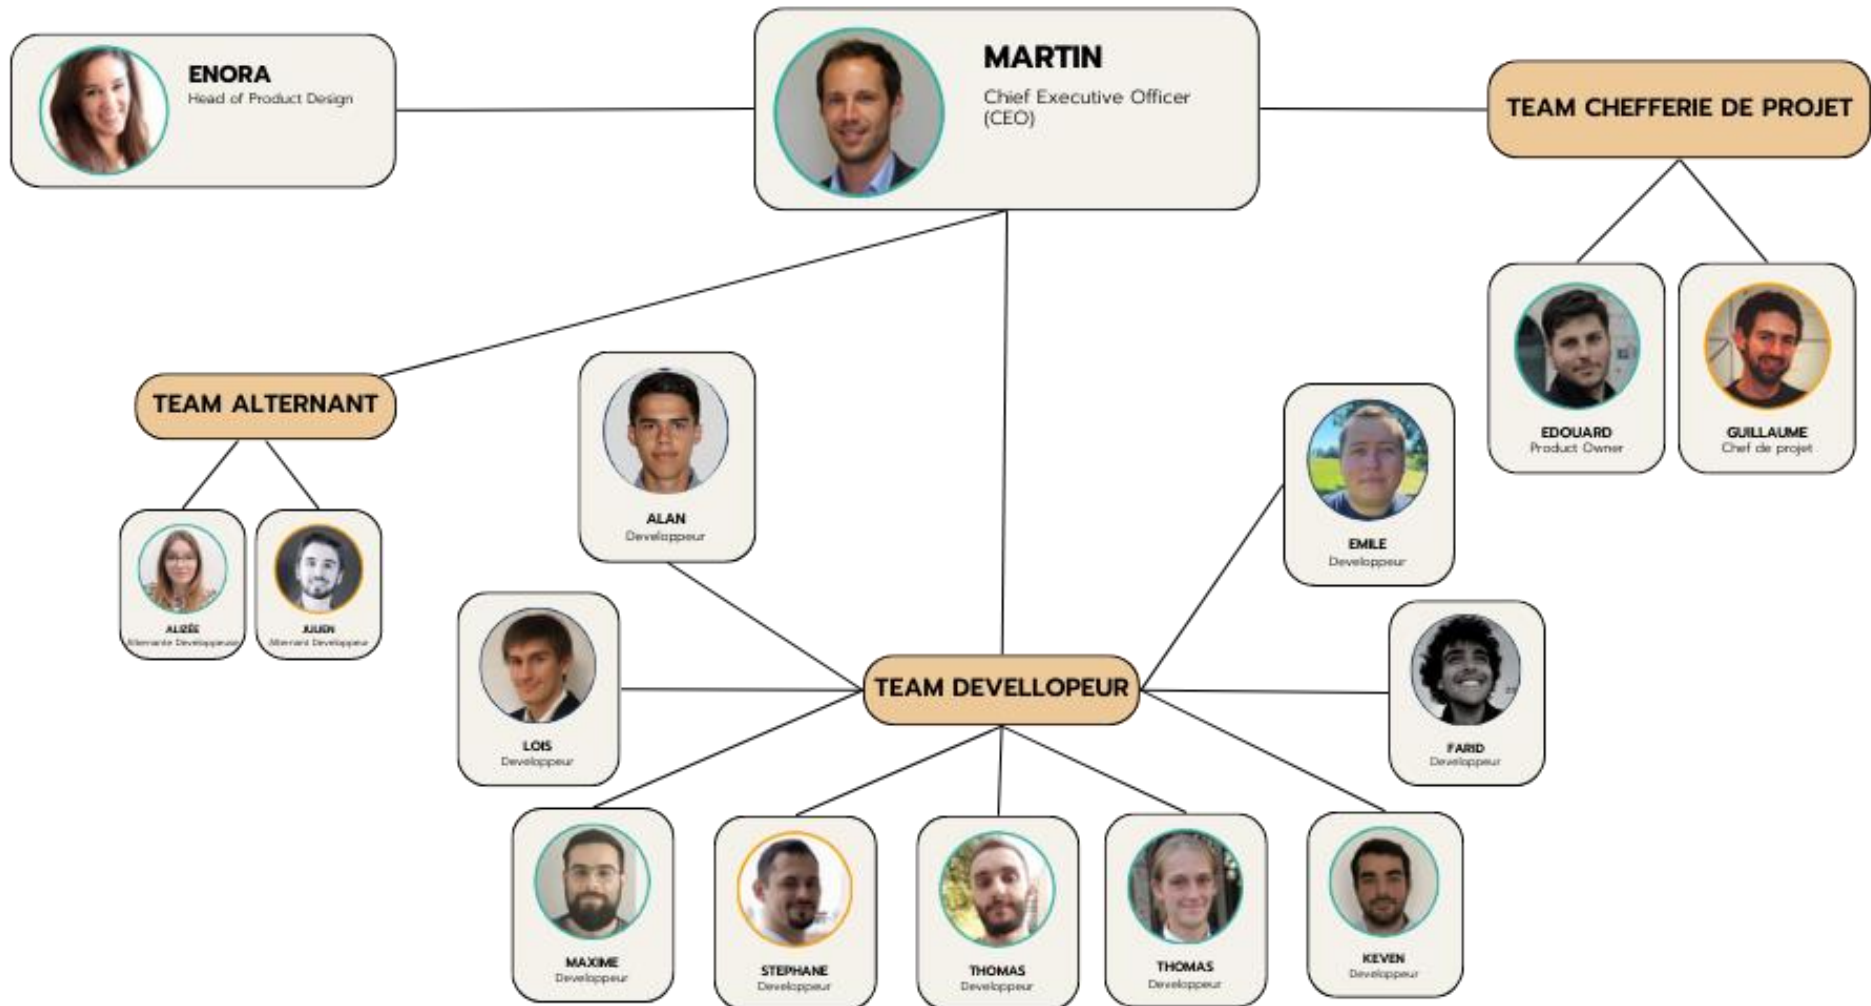 ENORA
Head of Product Design
MARTIN
Chief Executive Officer
(CEO)
TEAM CHEFFERIE DE PROJET
EDOUARD
Product Owner
GUILLAUME
Chef de projet
TEAM ALTERNANT
ALIZÉE
Alternante Developpeuse
JULIEN
Alternant Developpeur
ALAN
Developpeur
EMILE
Developpeur
LOIS
Developpeur
TEAM DEVELLOPEUR
FARID
Developpeur
MAXIME
Developpeur
STEPHANE
Developpeur
THOMAS
Developpeur
THOMAS
Developpeur
KEVEN
Developpeur